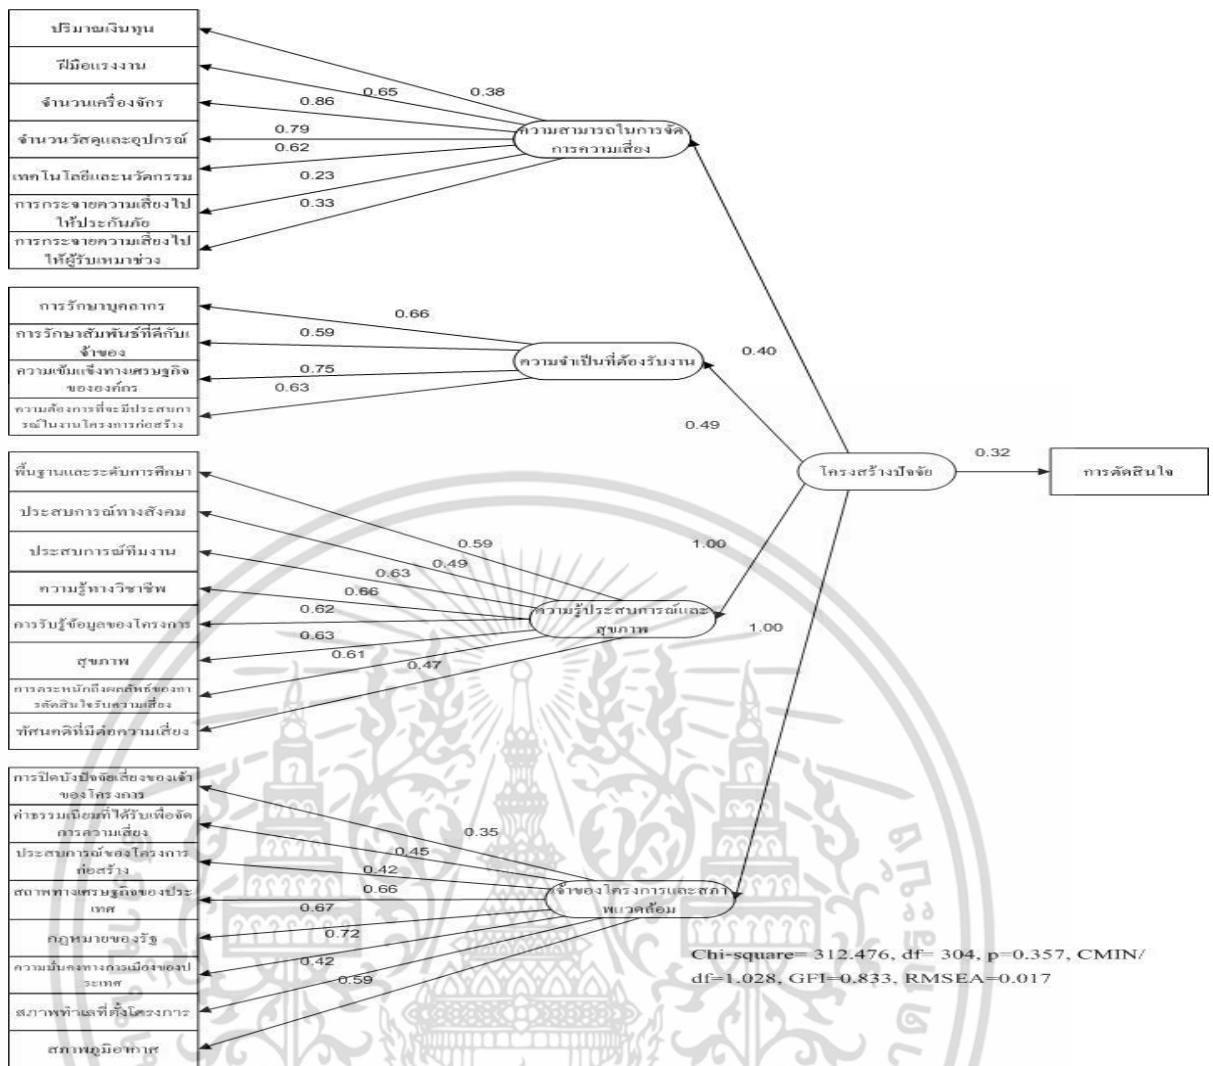 ปริมาณเงินทุน
ฝีมือแรงงาน
จำนวนเครื่องจักร
จำนวนวัสดุและอุปกรณ์
เทคโนโลยีและนวัตกรรม
การกระจายความเสี่ยงไป
ให้ประกันภัย
การกระจายความเสี่ยงไป
ให้ผู้รับเหมาช่วง
0.38
0.65
0.86
0.79
0.62
0.23
0.33
ความสามารถในการจัด
การความเสี่ยง
การรักษาบุคลากร
การรักษาสัมพันธ์ที่ดีกับเ
จ้าของ
ความเข้มแข็งทางเศรษฐกิจ
ขององค์กร
ความต้องการที่จะมีประสบกา
รณ์ในงานโครงการก่อสร้าง
0.66
0.59
0.75
0.63
ความจำเป็นที่ต้องรับงาน
0.40
0.49
1.00
1.00
โครงสร้างปัจจัย
0.32
การตัดสินใจ
พื้นฐานและระดับการศึกษา
ประสบการณ์ทางสังคม
ประสบการณ์ทีมงาน
ความรู้ทางวิชาชีพ
การรับรู้ข้อมูลของโครงการ
สุขภาพ
การตระหนักถึงผลลัพธ์ของกา
รตัดสินใจรับความเสี่ยง
ทัศนคติที่มีต่อความเสี่ยง
0.59
0.49
0.63
0.66
0.62
0.63
0.61
0.47
ความรู้ประสบการณ์และ
สุขภาพ
การปิดบังปัจจัยเสี่ยงของเจ้า
ของโครงการ
ค่าธรรมเนียมที่ได้รับเพื่อจัด
การความเสี่ยง
ประสบการณ์ของโครงการ
ก่อสร้าง
สภาพทางเศรษฐกิจของประ
เทศ
กฎหมายของรัฐ
ความมั่นคงทางการเมืองของป
ระเทศ
สภาพทำเลที่ตั้งโครงการ
สภาพภูมิอากาศ
0.35
0.45
0.42
0.66
0.67
0.72
0.42
0.59
เจ้าของโครงการและสภา
พแวดล้อม
Chi-square= 312.476, df= 304, p=0.357, CMIN/
df=1.028, GFI=0.833, RMSEA=0.017